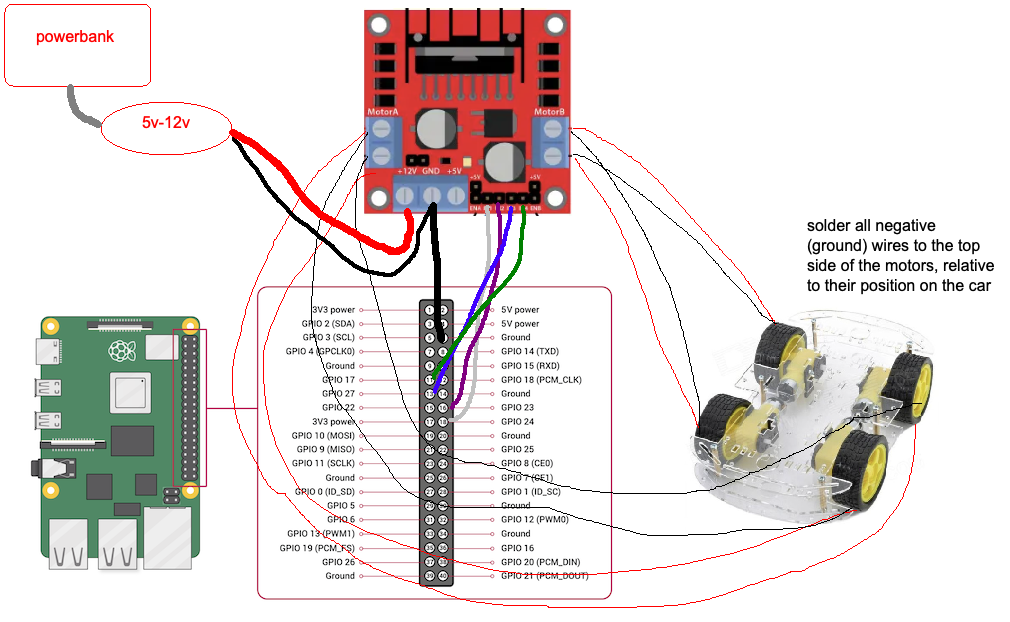 powerbank
5v-12v
MotorA
MotorB
+12V GND +5V
+5V
+5V
ENA
ENB
solder all negative
(ground) wires to the top
side of the motors, relative
to their position on the car
3V3 power 1 2 5V power
GPIO 2 (SDA) 3 5V power
GPIO 3 (SCL) 5 Ground
GPIO 4 (GPCLK0) 7 8 GPIO 14 (TXD)
Ground 9 GPIO 15 (RXD)
GPIO 17 11 12 GPIO 18 (PCM_CLK)
GPIO 27 13 14 Ground
GPIO 22 15 16 GPIO 23
3V3 power 17 18 GPIO 24
GPIO 10 (MOSI) 19 20 Ground
GPIO 9 (MISO) 21 22 GPIO 25
GPIO 11 (SCLK) 23 24 GPIO 8 (CE0)
Ground 25 26 GPIO 7 (CE1)
GPIO 0 (ID_SD) 27 28 GPIO 1 (ID_SC)
GPIO 5 29 30 Ground
GPIO 6 31 32 GPIO 12 (PWM0)
GPIO 13 (PWM1) 33 34 Ground
GPIO 19 (PCM_FS) 35 36 GPIO 16
GPIO 26 37 38 GPIO 20 (PCM_DIN)
Ground 39 40 GPIO 21 (PCM_DOUT)